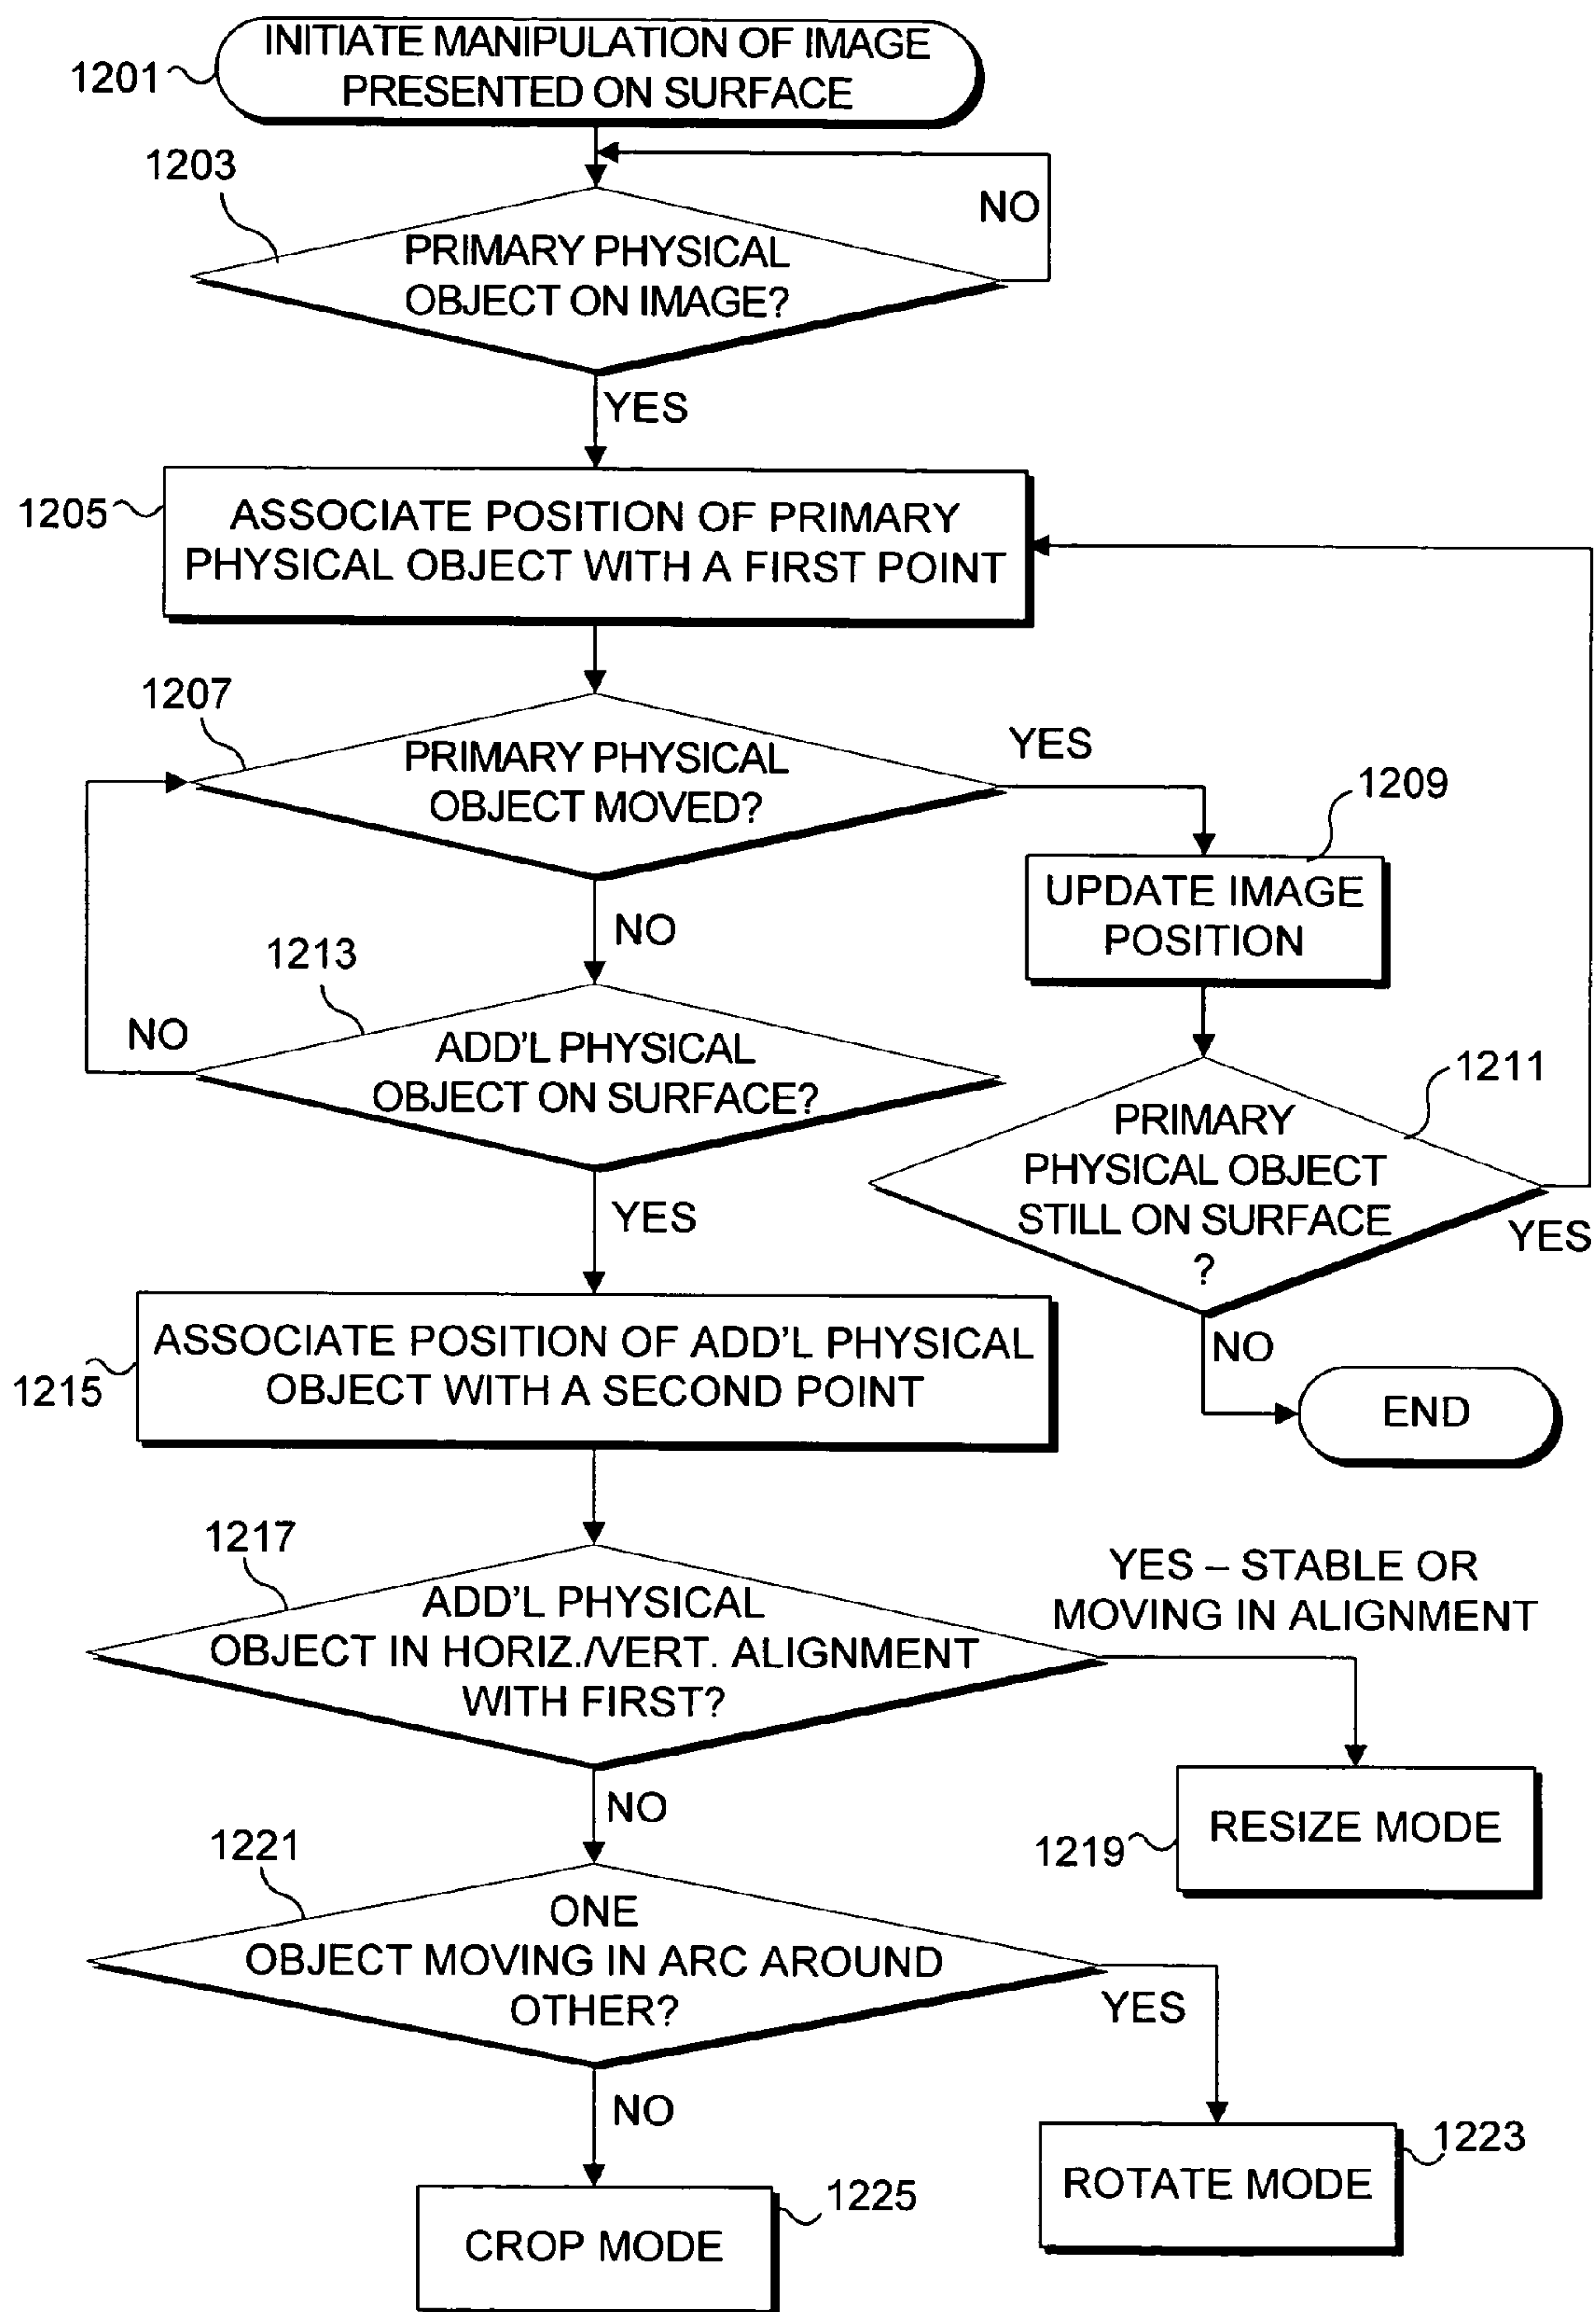 INITIATE MANIPULATION OF IMAGE
PRESENTED ON SURFACE
1201
1203
NO
PRIMARY PHYSICAL
OBJECT ON IMAGE?
YES
1205
ASSOCIATE POSITION OF PRIMARY
PHYSICAL OBJECT WITH A FIRST POINT
1207
PRIMARY PHYSICAL
OBJECT MOVED?
YES
1209
UPDATE IMAGE
POSITION
NO
1213
NO
ADD'L PHYSICAL
OBJECT ON SURFACE?
1211
PRIMARY
PHYSICAL OBJECT
STILL ON SURFACE
?
YES
YES
NO
END
1215
ASSOCIATE POSITION OF ADD'L PHYSICAL
OBJECT WITH A SECOND POINT
1217
ADD'L PHYSICAL
OBJECT IN HORIZ./VERT. ALIGNMENT
WITH FIRST?
YES – STABLE OR
MOVING IN ALIGNMENT
NO
1219
RESIZE MODE
1221
ONE
OBJECT MOVING IN ARC AROUND
OTHER?
YES
NO
1223
ROTATE MODE
1225
CROP MODE